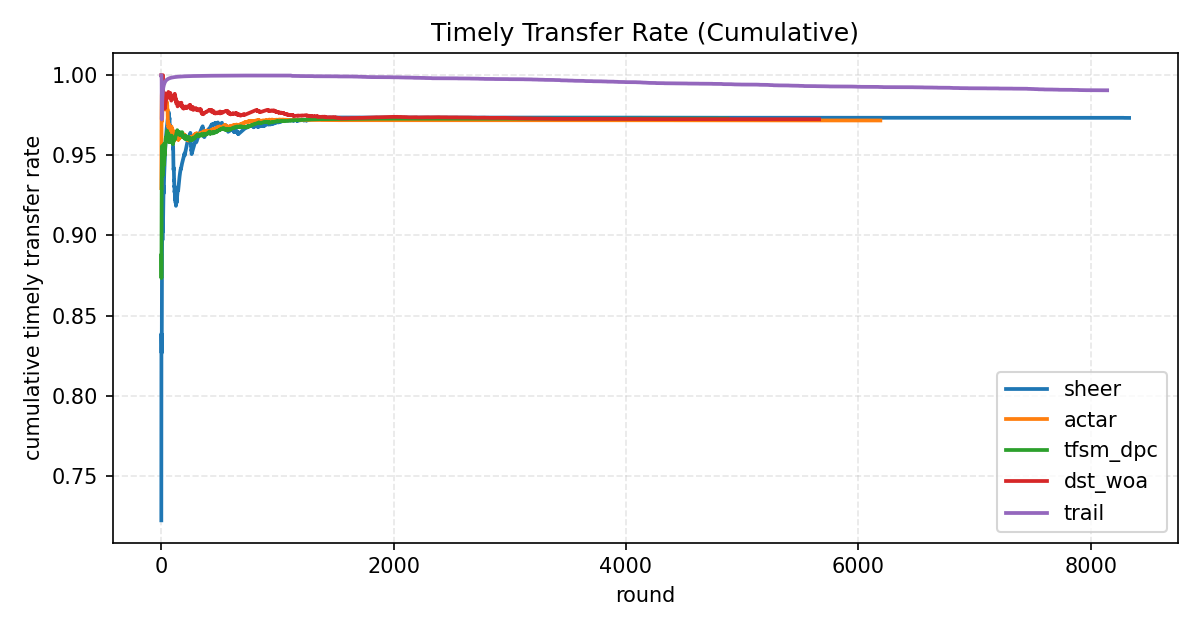 Timely Transfer Rate (Cumulative)
cumulative timely transfer rate
1.00
0.95
0.90
0.85
0.80
0.75
sheer
actar
tfsm_dpc
dst_woa
trail
0
2000
4000
6000
8000
round